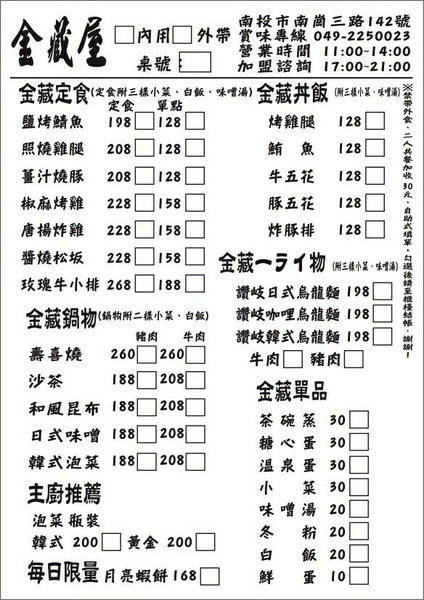 金藏屋 □內用□外帶
桌號
南投市南崗三路142號
賞味專線 049-2250023
營業時間 11:00~14:00
加盟諮詢 17:00~21:00
金藏定食(定食附三樣小菜、白飯、味噌湯)
定食 單點
鹽烤鯖魚 198 □ 128 □
照燒雞腿 208 □ 128 □
薑汁燒豚 208 □ 128 □
椒麻烤雞 228 □ 158 □
唐揚炸雞 228 □ 158 □
醬燒松坂 228 □ 158 □
玫瑰牛小排 268 □ 188 □
金藏鍋物(鍋物附二樣小菜、白飯)
豬肉 牛肉
壽喜燒 260 □ 260 □
沙茶 188 □ 208 □
和風昆布 188 □ 208 □
日式味噌 188 □ 208 □
韓式泡菜 188 □ 208 □
主廚推薦
泡菜瓶裝
韓式 200 □ 黃金 200 □
每日限量 月亮蝦餅168 □
金藏丼飯 (附三樣小菜、味噌湯)
烤雞腿 128 □
鮪魚 128 □
牛五花 128 □
豚五花 128 □
炸豚排 128 □
金藏一ライ物 (附三樣小菜、味噌湯)
讚岐日式烏龍麵 198 □
讚岐咖哩烏龍麵 198 □
讚岐韓式烏龍麵 198 □
牛肉 □ 豬肉 □
金藏單品
茶碗蒸 30 □
糖心蛋 30 □
溫泉蛋 30 □
小菜 30 □
味噌湯 20 □
冬粉 20 □
白飯 20 □
鮮蛋 10 □
※禁帶外食、二人共餐加收30元、自助式填單，勾選後請至櫃檯結帳、謝謝！